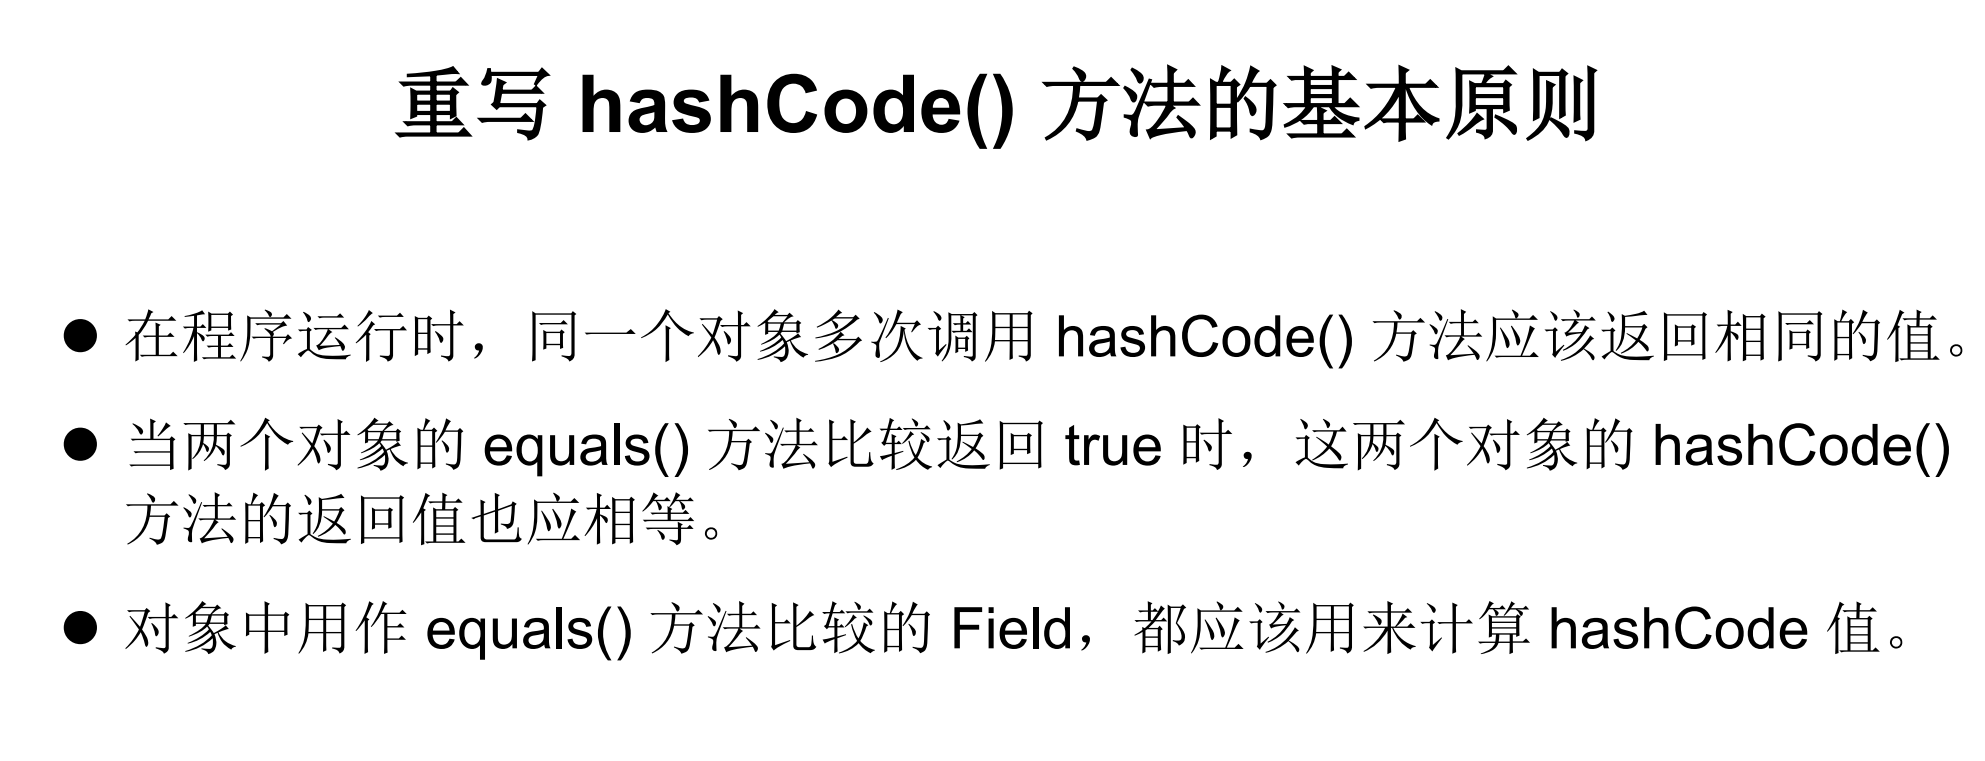 重写 hashCode() 方法的基本原则
● 在程序运行时，同一个对象多次调用 hashCode() 方法应该返回相同的值。
● 当两个对象的 equals() 方法比较返回 true 时，这两个对象的 hashCode()
方法的返回值也应相等。
● 对象中用作 equals() 方法比较的 Field，都应该用来计算 hashCode 值。